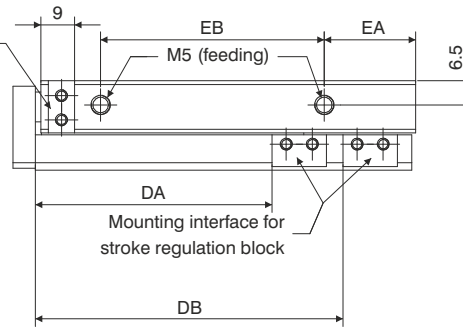 9
EB
EA
M5 (feeding)
6.5
DA
Mounting interface for
stroke regulation block
DB